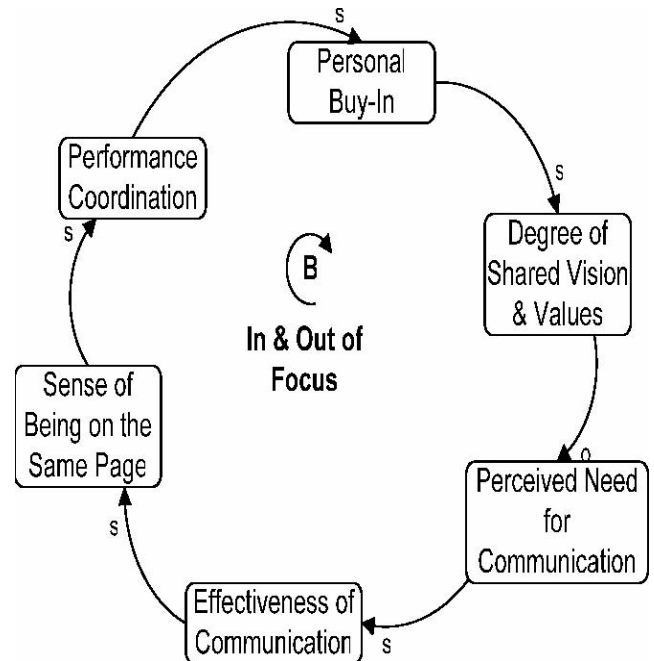 s
Personal
Buy-In
s
Performance
Coordination
s
Degree of
Shared Vision
& Values
B
In & Out of
Focus
Sense of
Being on the
Same Page
o
Perceived Need
for
Communication
s
Effectiveness of
Communication
s